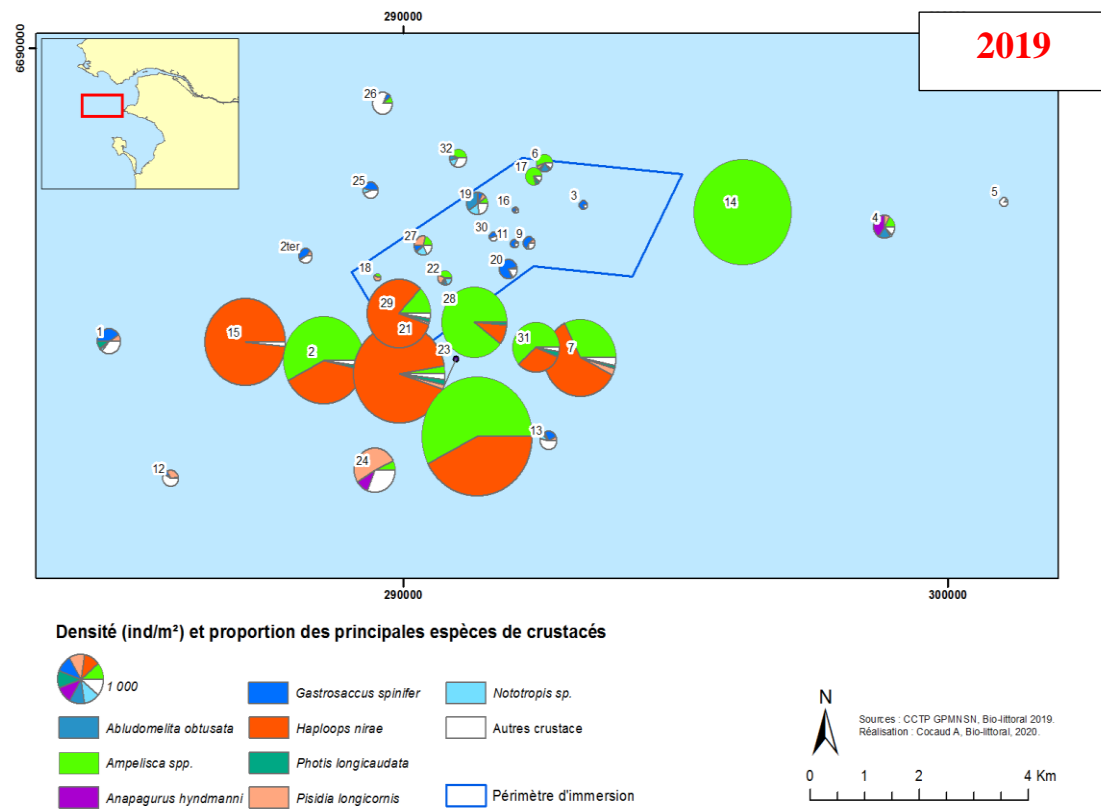 290000
6690000
2019
26
32
6
17
25
3
14
5
19
16
4
30
11
9
2ter
27
20
18
22
28
29
1
15
21
23
2
31
7
13
24
12
290000
300000
Densité (ind/m²) et proportion des principales espèces de crustacés
1 000
Abludomelita obtusata
Ampelisca spp.
Anapagurus hyndmanni
Gastrosaccus spinifer
Haploops nirae
Photis longicaudata
Pisidia longicornis
Nototropis sp.
Autres crustace
Périmètre d'immersion
N
Sources : CCTP GPMNSN, Bio-littoral 2019.
Réalisation : Cocaud A, Bio-littoral, 2020.
0 1 2 4 Km